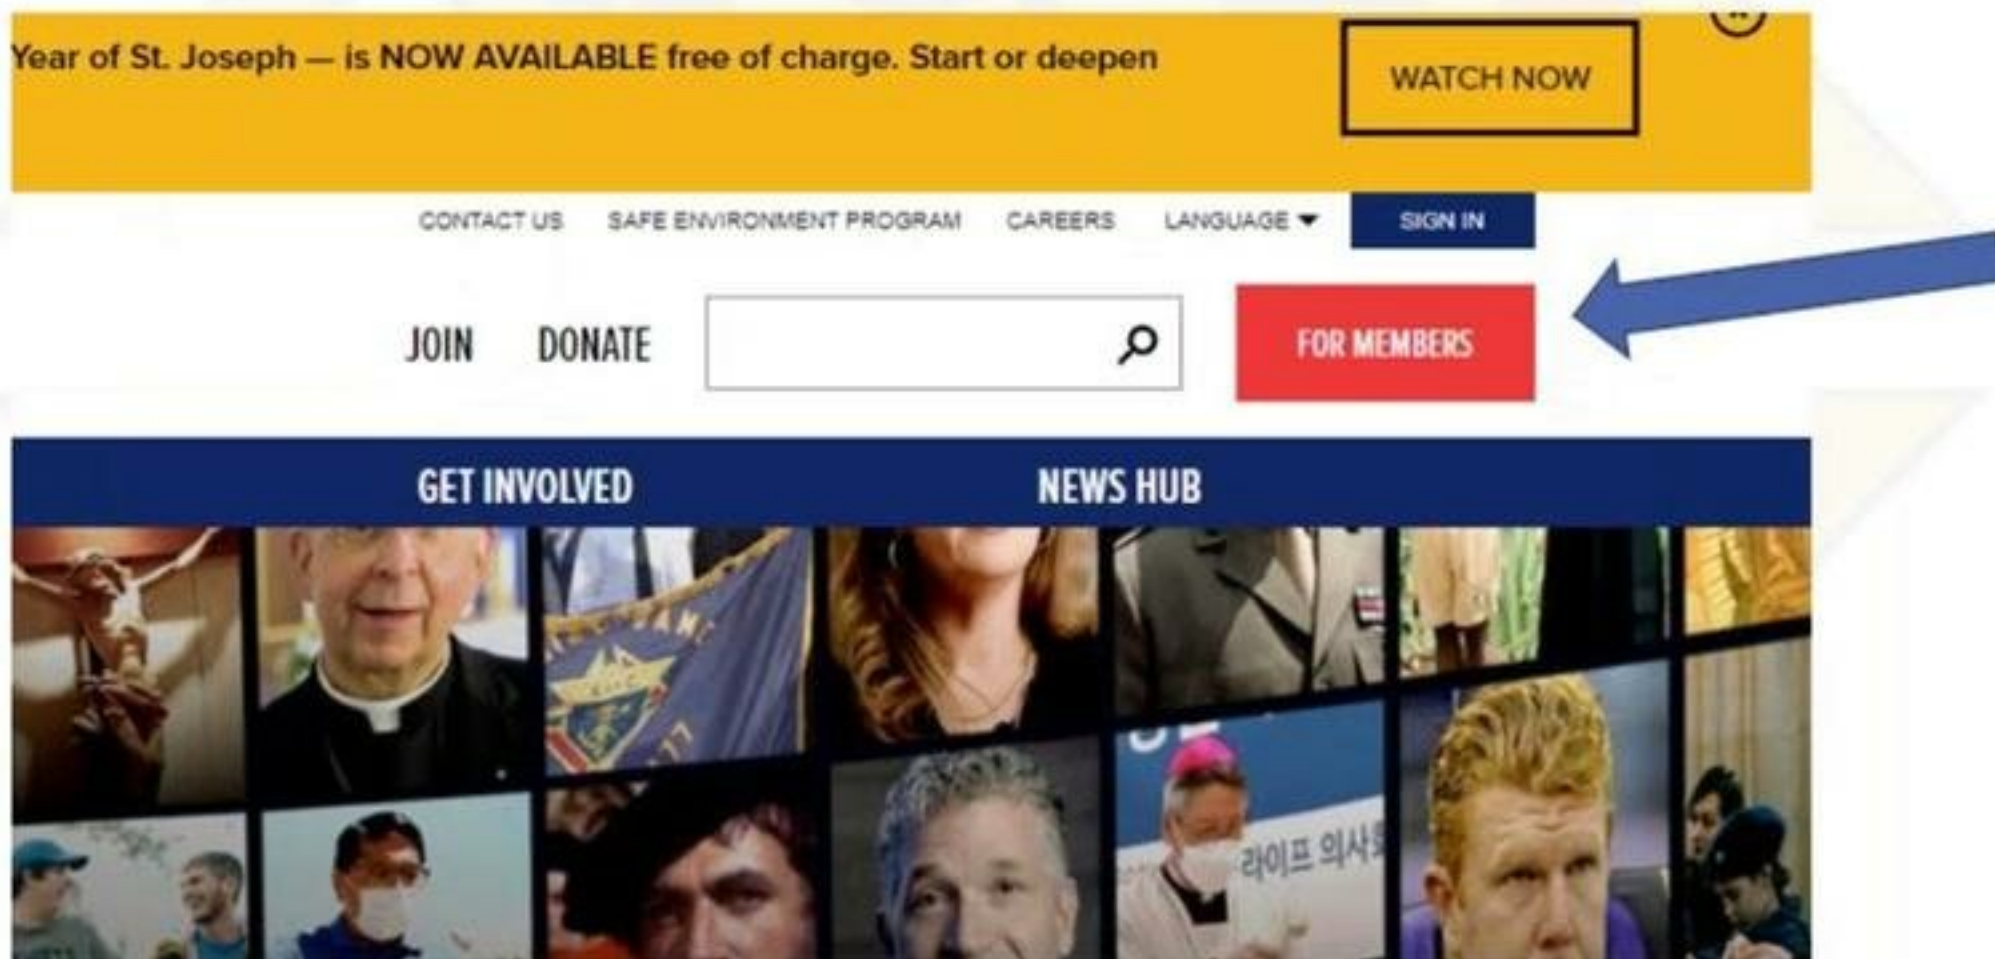 Year of St. Joseph — is NOW AVAILABLE free of charge. Start or deepen
WATCH NOW
CONTACT US SAFE ENVIRONMENT PROGRAM CAREERS LANGUAGE SIGN IN
JOIN DONATE FOR MEMBERS
GET INVOLVED NEWS HUB
라이프 의사